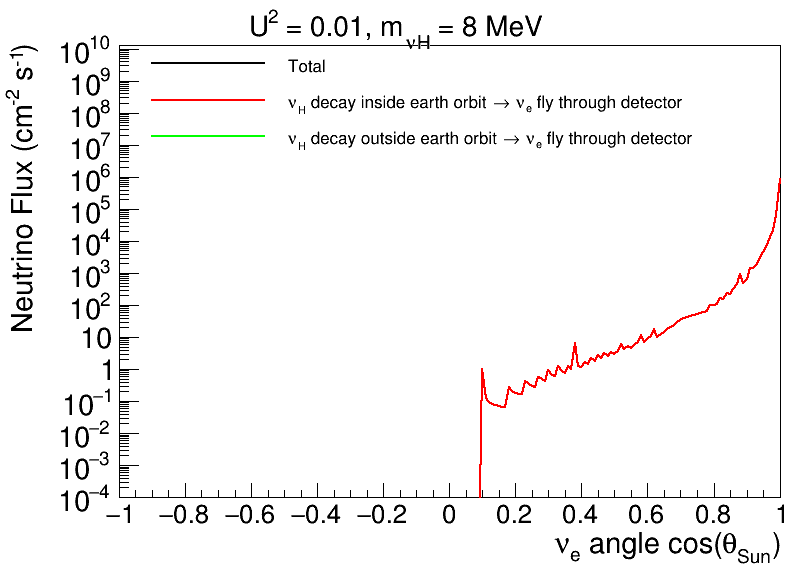 U² = 0.01, m_νH = 8 MeV
Neutrino Flux (cm⁻² s⁻¹)
Total
ν_H decay inside earth orbit → ν_e fly through detector
ν_H decay outside earth orbit → ν_e fly through detector
10¹⁰
10⁹
10⁸
10⁷
10⁶
10⁵
10⁴
10³
10²
10
1
10⁻¹
10⁻²
10⁻³
10⁻⁴
−1 −0.8 −0.6 −0.4 −0.2 0 0.2 0.4 0.6 0.8 1
ν_e angle cos(θ_Sun)